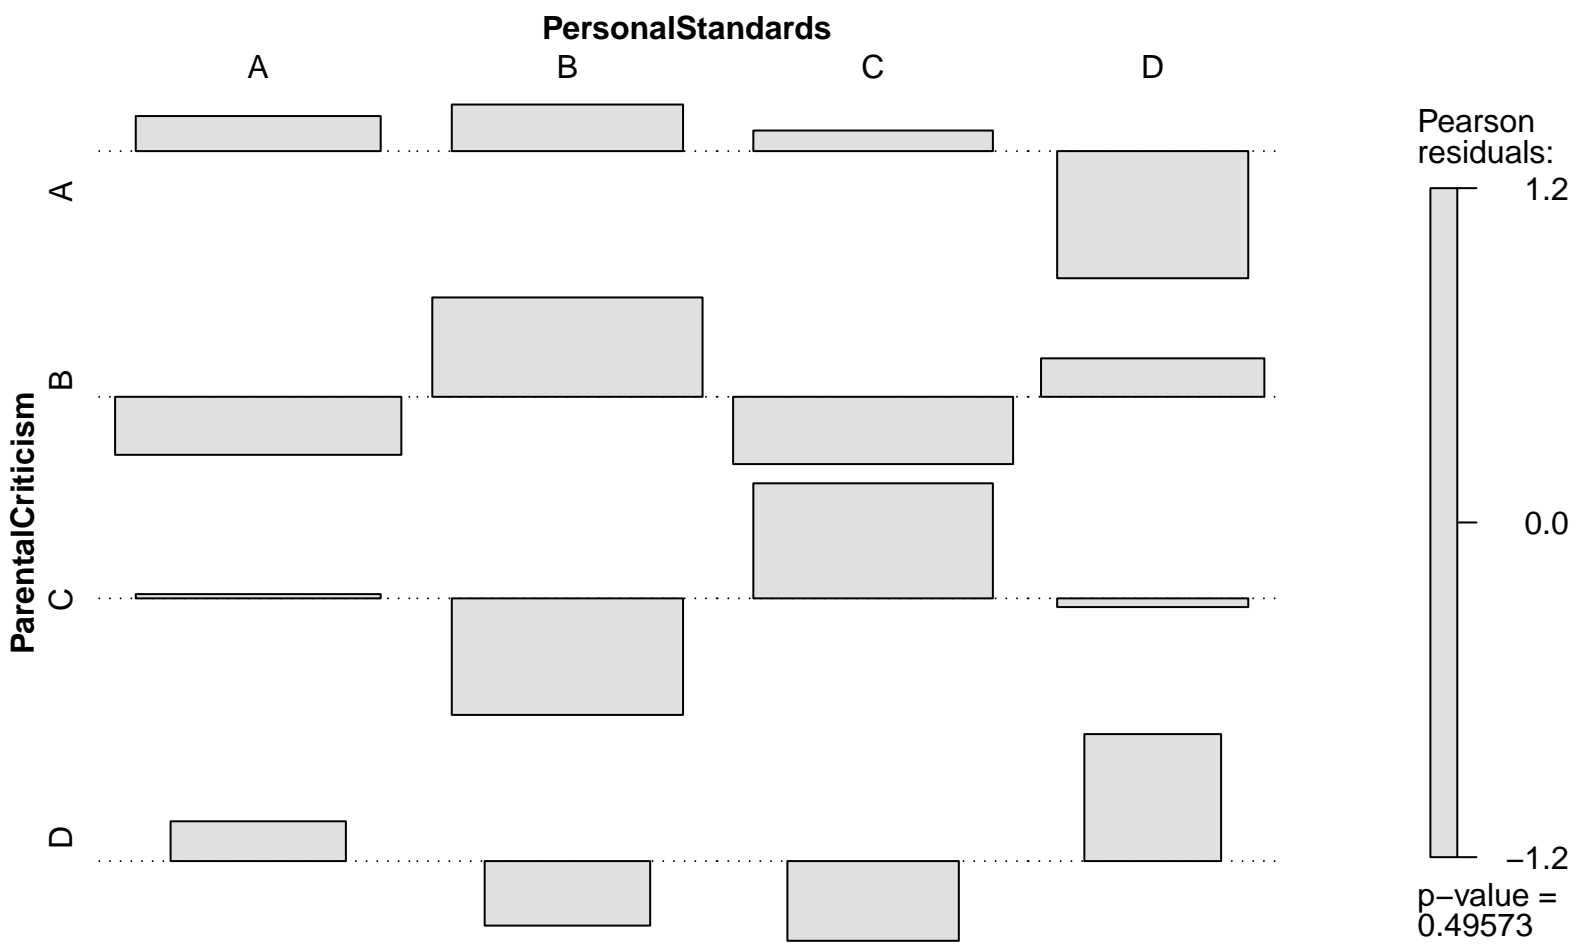 PersonalStandards
A B C D
ParentalCriticism
A
B
C
D
Pearson
residuals:
1.2
0.0
−1.2
p−value =
0.49573